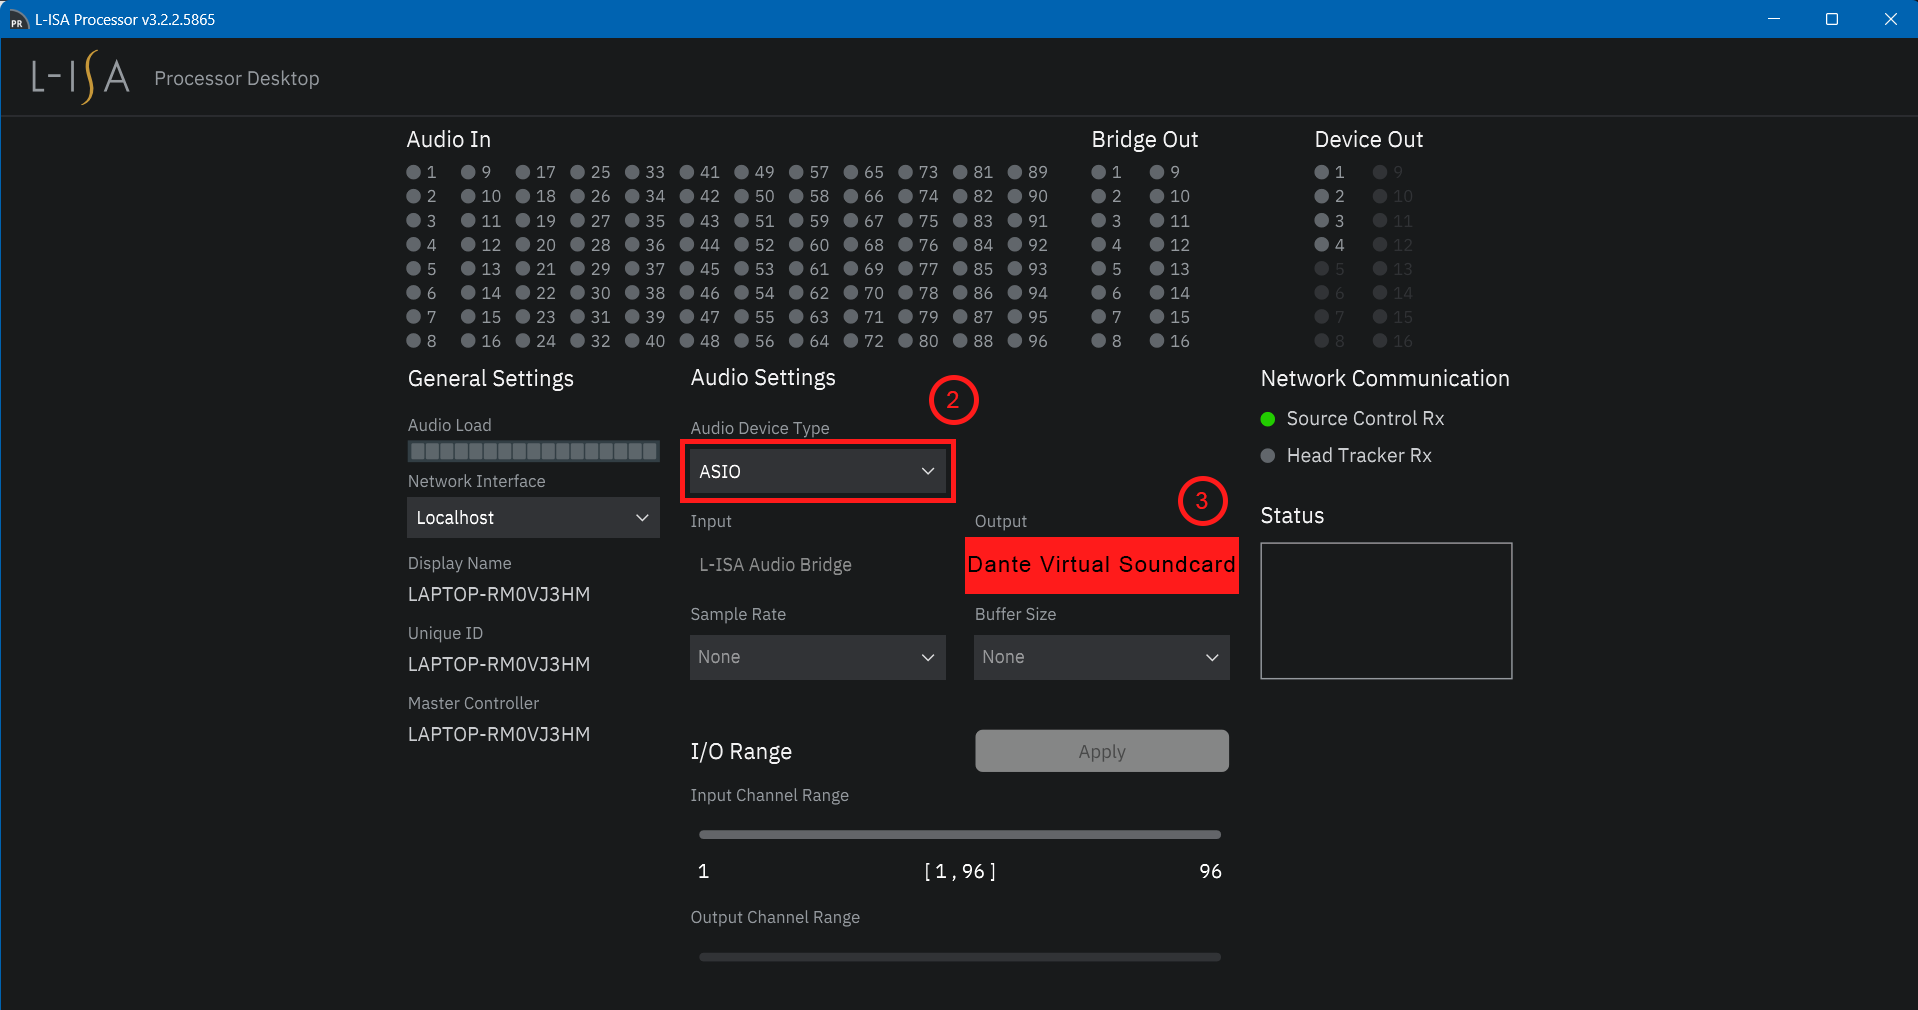 PR L-ISA Processor v3.2.2.5865
L-ISA Processor Desktop
Audio In Bridge Out Device Out
1 9 17 25 33 41 49 57 65 73 81 89 1 9 1 9
2 10 18 26 34 42 50 58 66 74 82 90 2 10 2 10
3 11 19 27 35 43 51 59 67 75 83 91 3 11 3 11
4 12 20 28 36 44 52 60 68 76 84 92 4 12 4 12
5 13 21 29 37 45 53 61 69 77 85 93 5 13 5 13
6 14 22 30 38 46 54 62 70 78 86 94 6 14 6 14
7 15 23 31 39 47 55 63 71 79 87 95 7 15 7 15
8 16 24 32 40 48 56 64 72 80 88 96 8 16 8 16
General Settings
Audio Load
Network Interface
Localhost
Display Name
LAPTOP-RM0VJ3HM
Unique ID
LAPTOP-RM0VJ3HM
Master Controller
LAPTOP-RM0VJ3HM
Audio Settings
2
Audio Device Type
ASIO
3
Input Output
L-ISA Audio Bridge Dante Virtual Soundcard
Sample Rate Buffer Size
None None
I/O Range Apply
Input Channel Range
1 [1,96] 96
Output Channel Range
Network Communication
Source Control Rx
Head Tracker Rx
Status